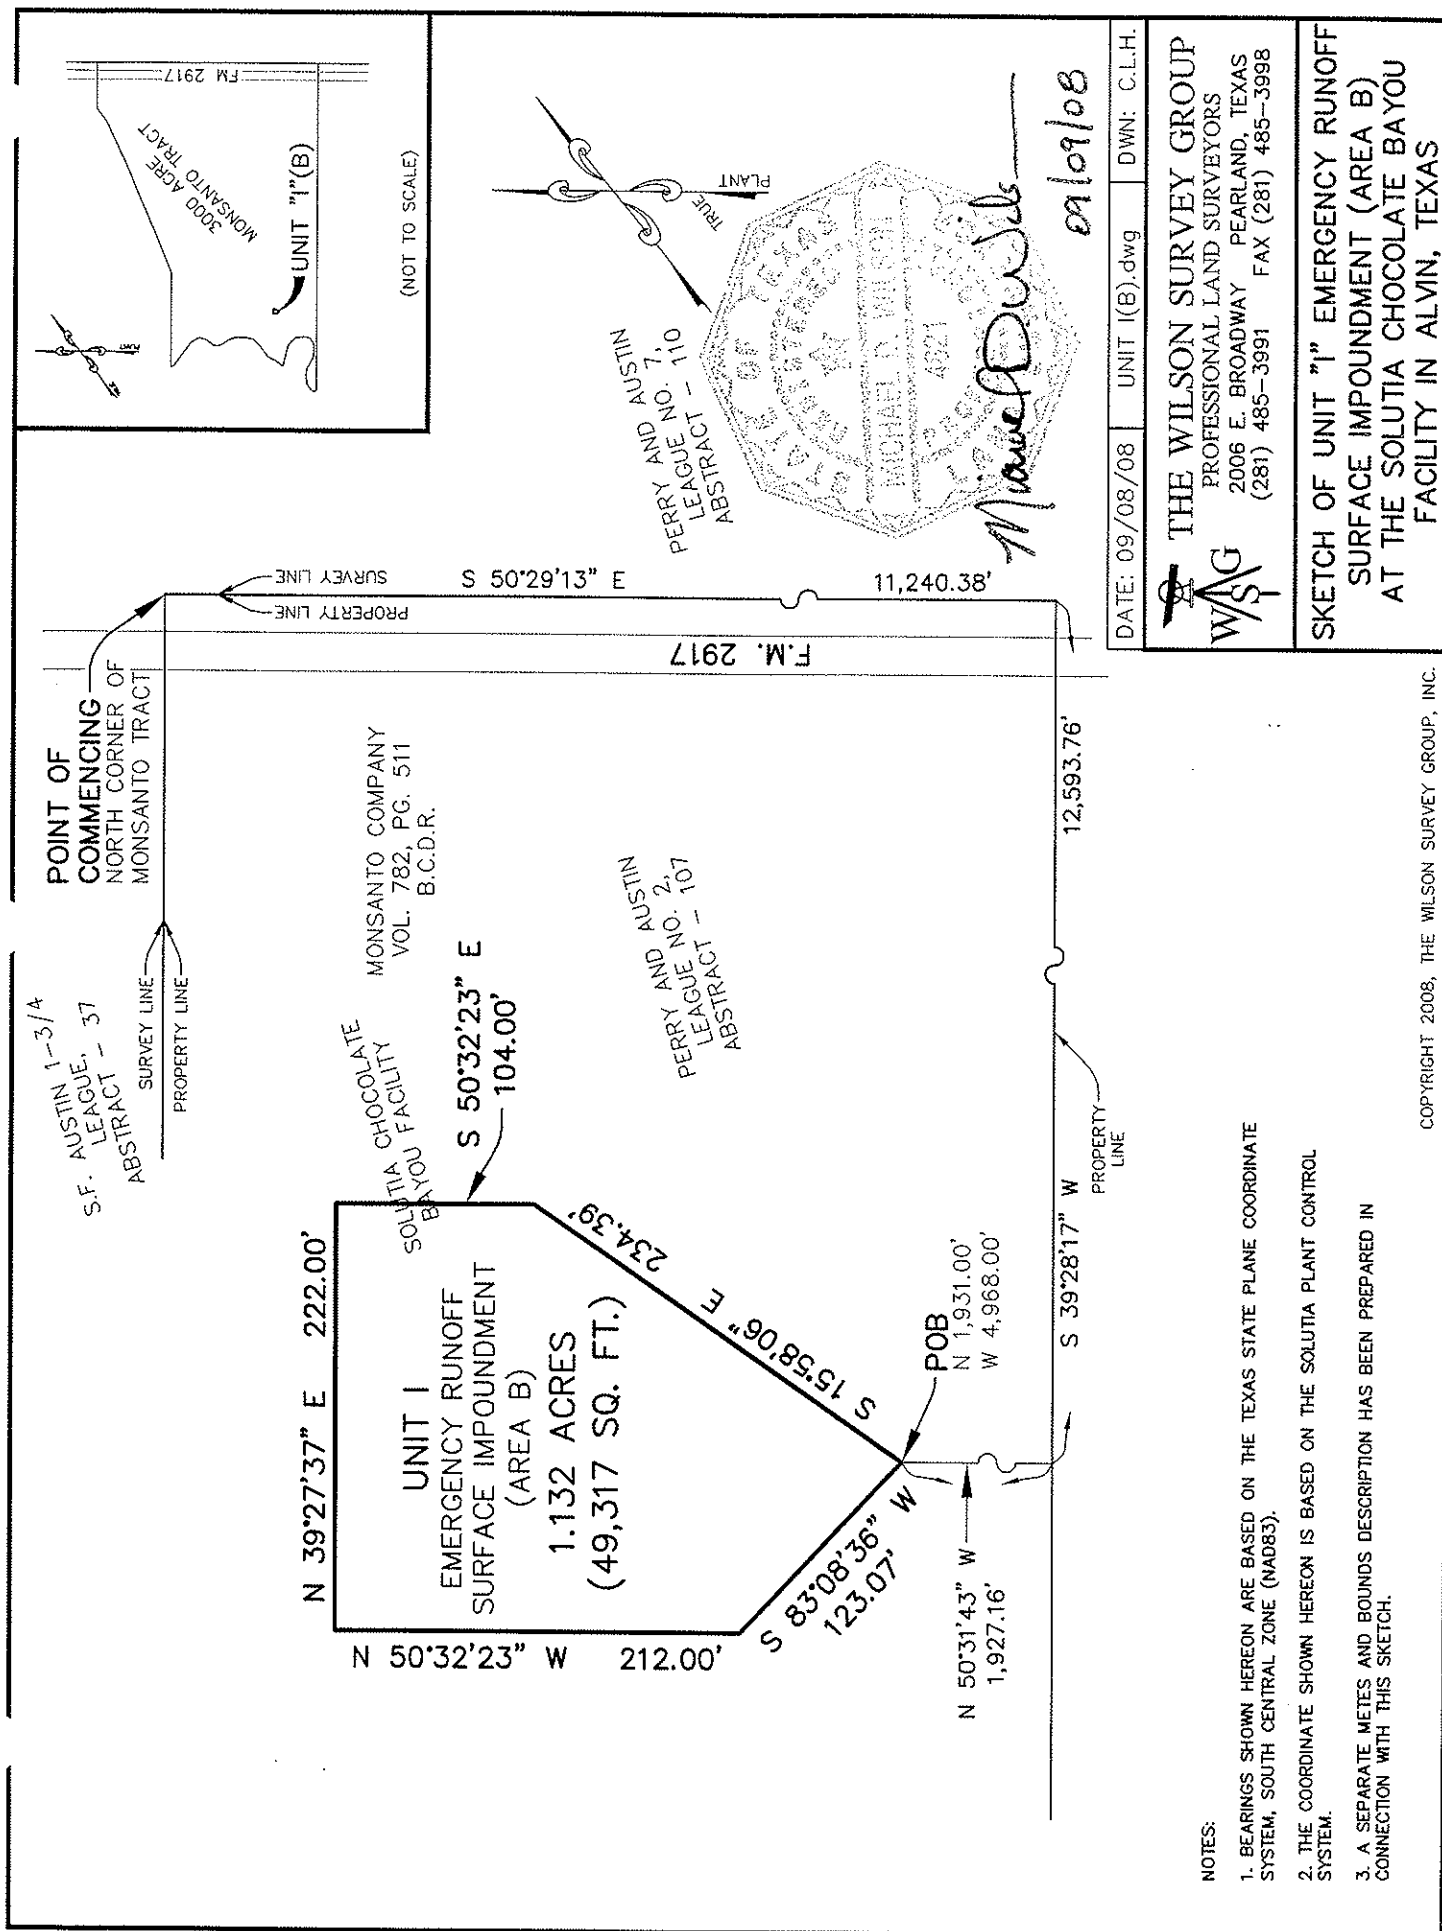 POINT OF
COMMENCING
NORTH CORNER OF
MONSANTO TRACT
S.F. AUSTIN 1-3/4
LEAGUE,
ABSTRACT - 37
SURVEY LINE
PROPERTY LINE
SURVEY LINE
PROPERTY LINE
S 50°29'13" E 11,240.38'
F.M. 2917
3000 ACRE
MONSANTO TRACT
FM 2917
UNIT "I"(B)
PLANT
(NOT TO SCALE)
TRUE
PLANT
PERRY AND AUSTIN
LEAGUE NO. 7,
ABSTRACT - 110
MONSANTO COMPANY
VOL. 782, PG. 511
B.C.D.R.
SOLUTIA CHOCOLATE
BAYOU FACILITY
PERRY AND AUSTIN
LEAGUE NO. 2,
ABSTRACT - 107
N 39°27'37" E 222.00'
S 50°32'23" E
104.00'
UNIT I
EMERGENCY RUNOFF
SURFACE IMPOUNDMENT
(AREA B)
1.132 ACRES
(49,317 SQ. FT.)
S 15°58'06" E 234.39'
N 50°32'23" W 212.00'
S 83°08'36" W
123.07'
POB
N 1,931.00'
W 4,968.00'
N 50°31'43" W
1,927.16'
S 39°28'17" W 12,593.76'
PROPERTY
LINE
NOTES:
1. BEARINGS SHOWN HEREON ARE BASED ON THE TEXAS STATE PLANE COORDINATE
SYSTEM, SOUTH CENTRAL ZONE (NAD83).
2. THE COORDINATE SHOWN HEREON IS BASED ON THE SOLUTIA PLANT CONTROL
SYSTEM.
3. A SEPARATE METES AND BOUNDS DESCRIPTION HAS BEEN PREPARED IN
CONNECTION WITH THIS SKETCH.
STATE OF TEXAS
REGISTERED
MICHAEL D. WILSON
4821
09/09/08
DATE: 09/08/08 UNIT I(B).dwg DWN: C.L.H.
WSG
THE WILSON SURVEY GROUP
PROFESSIONAL LAND SURVEYORS
2006 E. BROADWAY PEARLAND, TEXAS
(281) 485-3991 FAX (281) 485-3998
SKETCH OF UNIT "I" EMERGENCY RUNOFF
SURFACE IMPOUNDMENT (AREA B)
AT THE SOLUTIA CHOCOLATE BAYOU
FACILITY IN ALVIN, TEXAS
COPYRIGHT 2008, THE WILSON SURVEY GROUP, INC.